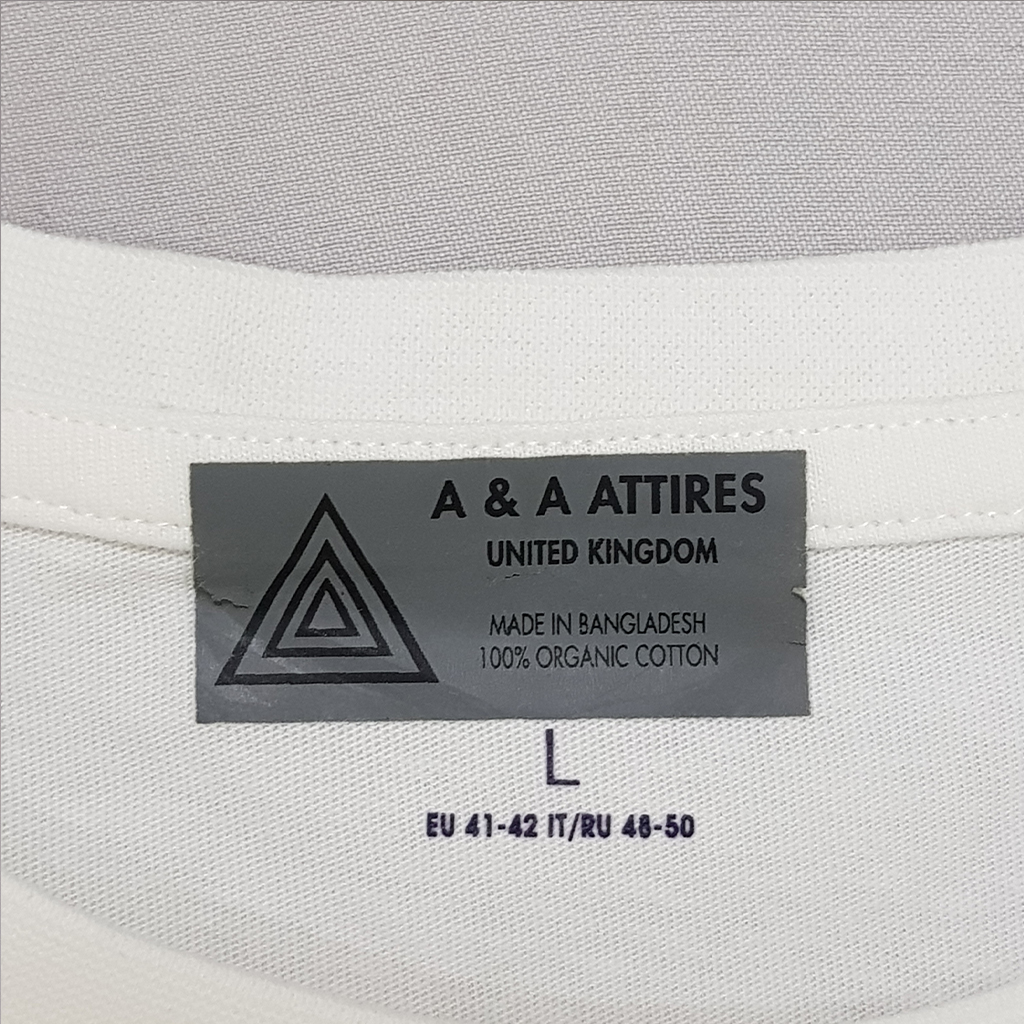 A & A ATTIRES
UNITED KINGDOM
MADE IN BANGLADESH
100% ORGANIC COTTON
L
EU 41-42 IT/RU 48-50